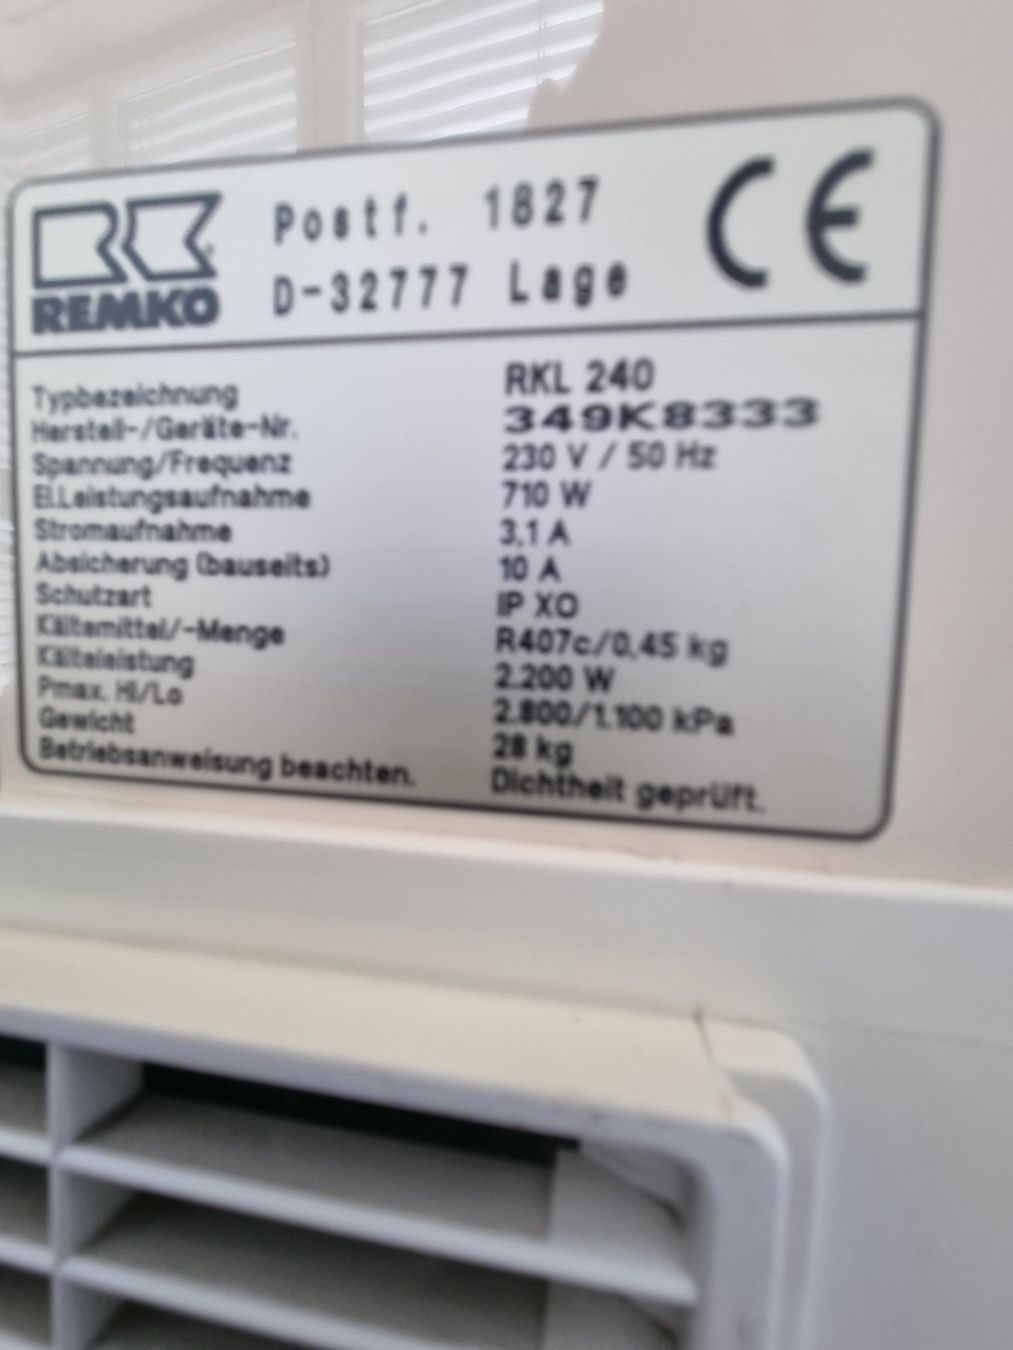 Postf. 1827
D-32777 Lage
CE
REMKO
Typbezeichnung RKL 240
Herstell-/Geräte-Nr. 349K8333
Spannung/Frequenz 230 V / 50 Hz
El.Leistungsaufnahme 710 W
Stromaufnahme 3,1 A
Absicherung (bauseits) 10 A
Schutzart IP XO
Kältemittel/-Menge R407c/0,45 kg
Kälteleistung 2.200 W
Pmax. Hi/Lo 2.800/1.100 kPa
Gewicht 28 kg
Betriebsanweisung beachten. Dichtheit geprüft.